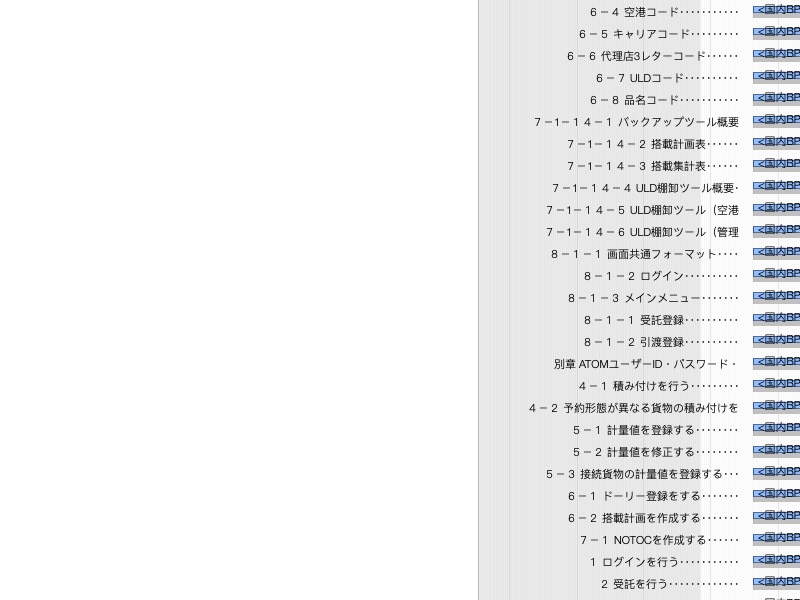 ６－４ 空港コード‥‥‥‥‥ <国内BP
６－５ キャリアコード‥‥‥‥‥ <国内BP
６－６ 代理店3レターコード‥‥‥ <国内BP
６－７ ULDコード‥‥‥‥‥ <国内BP
６－８ 品名コード‥‥‥‥‥ <国内BP
７－1－１４－１ バックアップツール概要 <国内BP
７－1－１４－２ 搭載計画表‥‥‥ <国内BP
７－1－１４－３ 搭載集計表‥‥‥ <国内BP
７－1－１４－４ ULD棚卸ツール概要・ <国内BP
７－1－１４－５ ULD棚卸ツール（空港 <国内BP
７－1－１４－６ ULD棚卸ツール（管理 <国内BP
８－１－１ 画面共通フォーマット‥‥ <国内BP
８－１－２ ログイン‥‥‥‥‥ <国内BP
８－１－３ メインメニュー‥‥‥ <国内BP
８－１－１ 受託登録‥‥‥‥‥ <国内BP
８－１－２ 引渡登録‥‥‥‥‥ <国内BP
別章 ATOMユーザーID・パスワード・ <国内BP
４－１ 積み付けを行う‥‥‥‥‥ <国内BP
４－２ 予約形態が異なる貨物の積み付けを <国内BP
５－１ 計量値を登録する‥‥‥‥ <国内BP
５－２ 計量値を修正する‥‥‥‥ <国内BP
５－３ 接続貨物の計量値を登録する‥・ <国内BP
６－１ ドーリー登録をする‥‥‥ <国内BP
６－２ 搭載計画を作成する‥‥‥ <国内BP
７－１ NOTOCを作成する‥‥‥ <国内BP
１ ログインを行う‥‥‥‥‥‥ <国内BP
２ 受託を行う‥‥‥‥‥‥‥ <国内BP